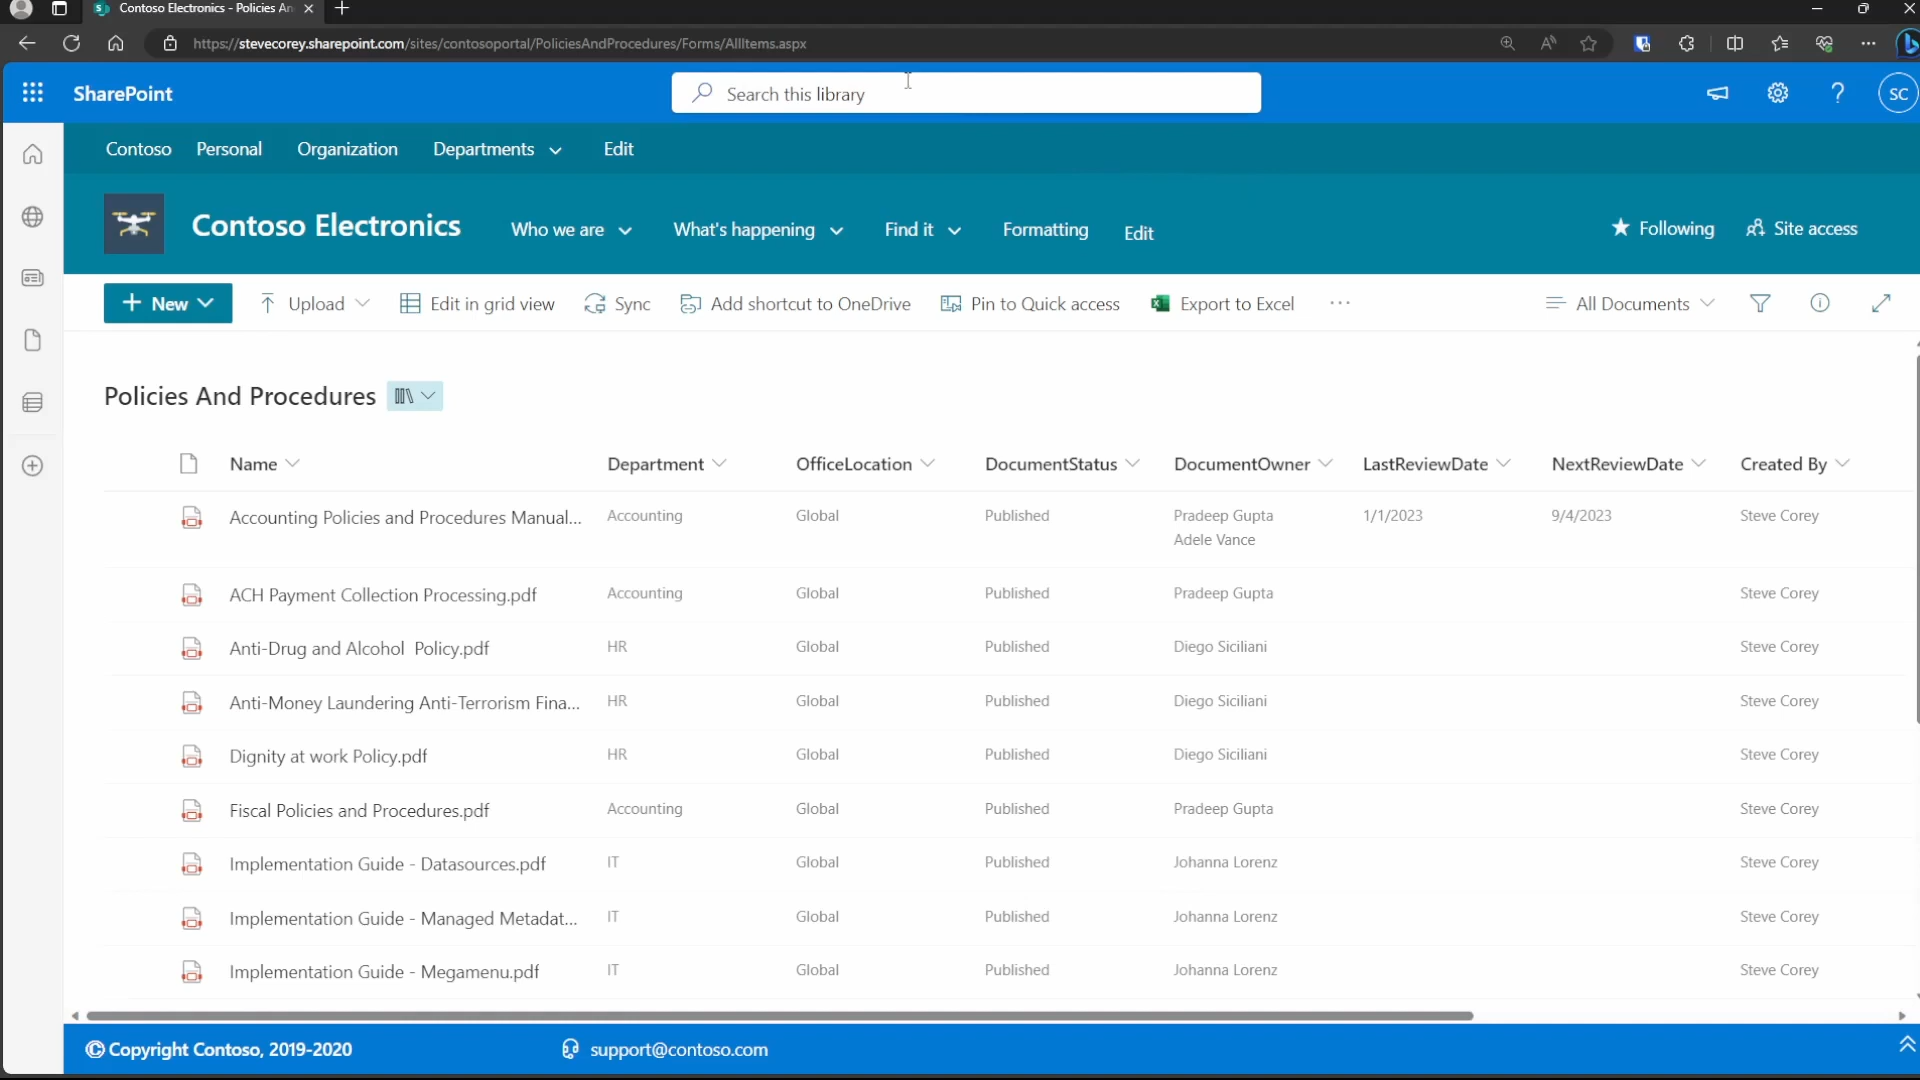 Contoso Electronics - Policies An
https://stevecorey.sharepoint.com/sites/contosoportal/PoliciesAndProcedures/Forms/AllItems.aspx
SharePoint
Search this library
SC
Contoso Personal Organization Departments Edit
Contoso Electronics Who we are What's happening Find it Formatting Edit Following Site access
New Upload Edit in grid view Sync Add shortcut to OneDrive Pin to Quick access Export to Excel ··· All Documents
Policies And Procedures
Name Department OfficeLocation DocumentStatus DocumentOwner LastReviewDate NextReviewDate Created By
Accounting Policies and Procedures Manual... Accounting Global Published Pradeep Gupta 1/1/2023 9/4/2023 Steve Corey
Adele Vance
ACH Payment Collection Processing.pdf Accounting Global Published Pradeep Gupta Steve Corey
Anti-Drug and Alcohol Policy.pdf HR Global Published Diego Siciliani Steve Corey
Anti-Money Laundering Anti-Terrorism Fina... HR Global Published Diego Siciliani Steve Corey
Dignity at work Policy.pdf HR Global Published Diego Siciliani Steve Corey
Fiscal Policies and Procedures.pdf Accounting Global Published Pradeep Gupta Steve Corey
Implementation Guide - Datasources.pdf IT Global Published Johanna Lorenz Steve Corey
Implementation Guide - Managed Metadat... IT Global Published Johanna Lorenz Steve Corey
Implementation Guide - Megamenu.pdf IT Global Published Johanna Lorenz Steve Corey
© Copyright Contoso, 2019-2020 support@contoso.com